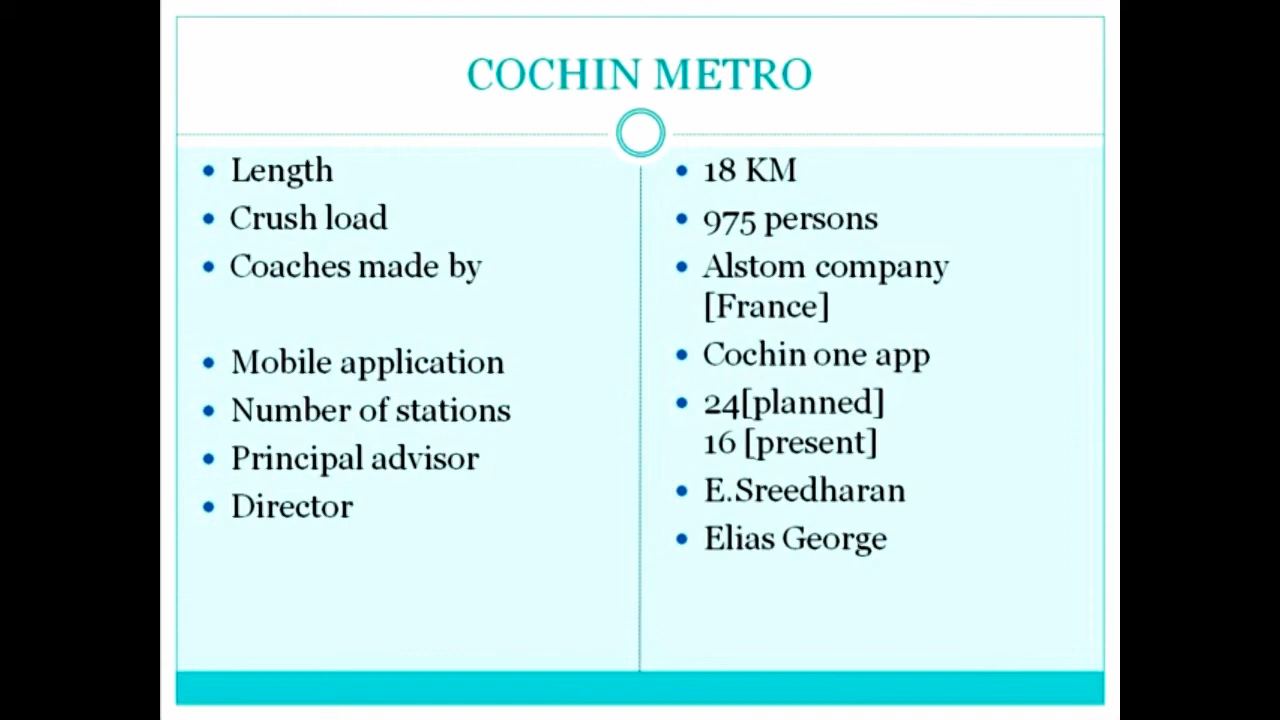 COCHIN METRO
• Length
• Crush load
• Coaches made by
• Mobile application
• Number of stations
• Principal advisor
• Director
• 18 KM
• 975 persons
• Alstom company
[France]
• Cochin one app
• 24[planned]
16 [present]
• E.Sreedharan
• Elias George